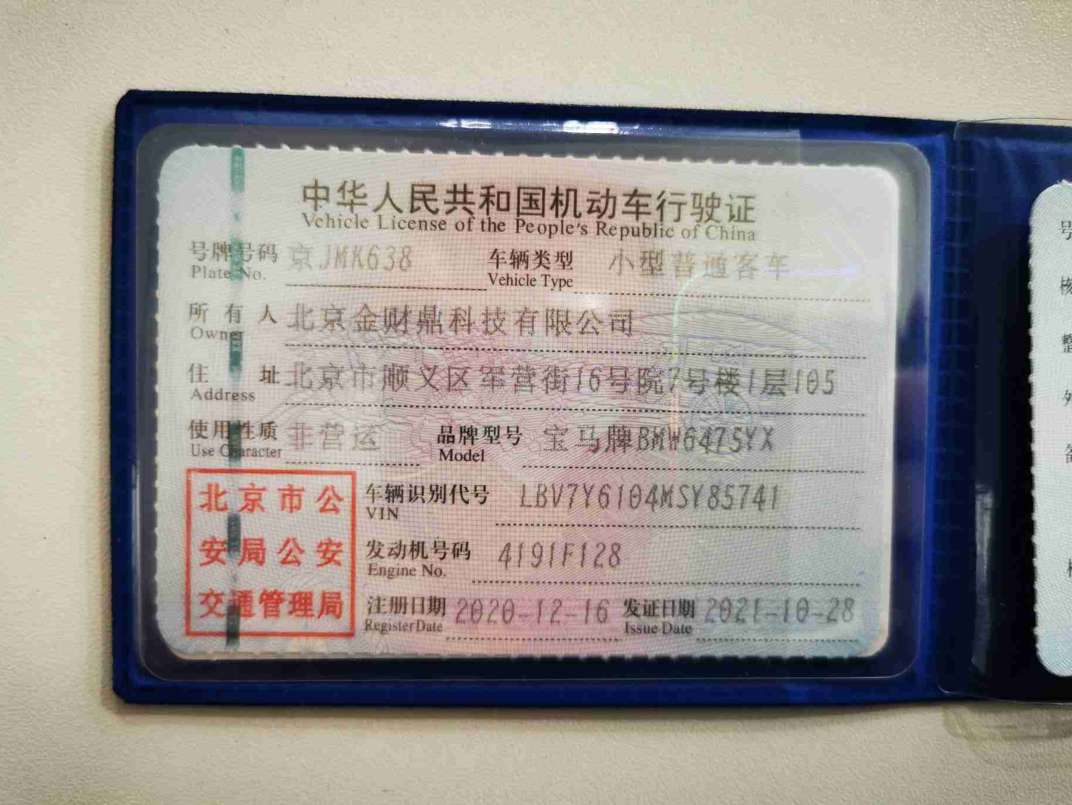 中华人民共和国机动车行驶证
Vehicle License of the People's Republic of China
号牌号码 京JMK638 车辆类型 小型普通客车
Plate No. Vehicle Type
所有人 北京金财鼎科技有限公司
Owner
住址 北京市顺义区军营街16号院7号楼1层105
Address
使用性质 非营运 品牌型号 宝马牌BMW6475YX
Use Character Model
北京市公
安局公安
交通管理局
车辆识别代号 LBV7Y6104MSY85741
VIN
发动机号码 4191F128
Engine No.
注册日期 2020-12-16 发证日期 2021-10-28
Register Date Issue Date
号